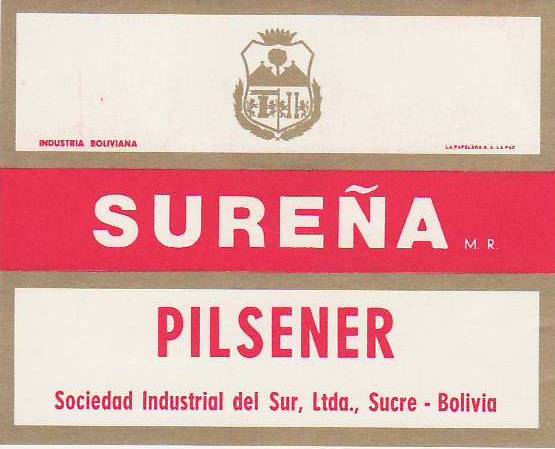 INDUSTRIA BOLIVIANA
LA PAPELERA S. A. LA PAZ
SUREÑA M. R.
PILSENER
Sociedad Industrial del Sur, Ltda., Sucre - Bolivia